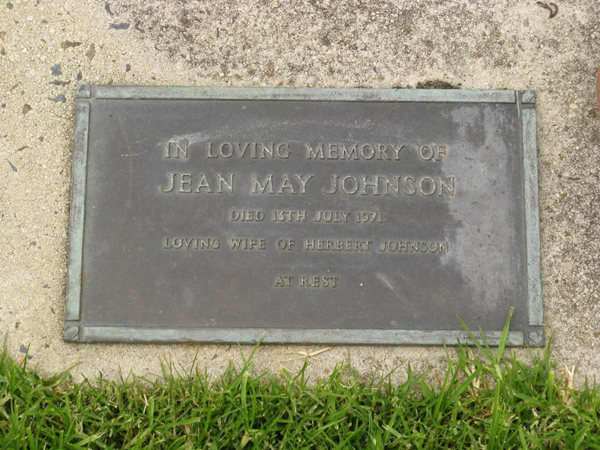 IN LOVING MEMORY OF
JEAN MAY JOHNSON
DIED 13TH JULY 1971
LOVING WIFE OF HERBERT JOHNSON
AT REST